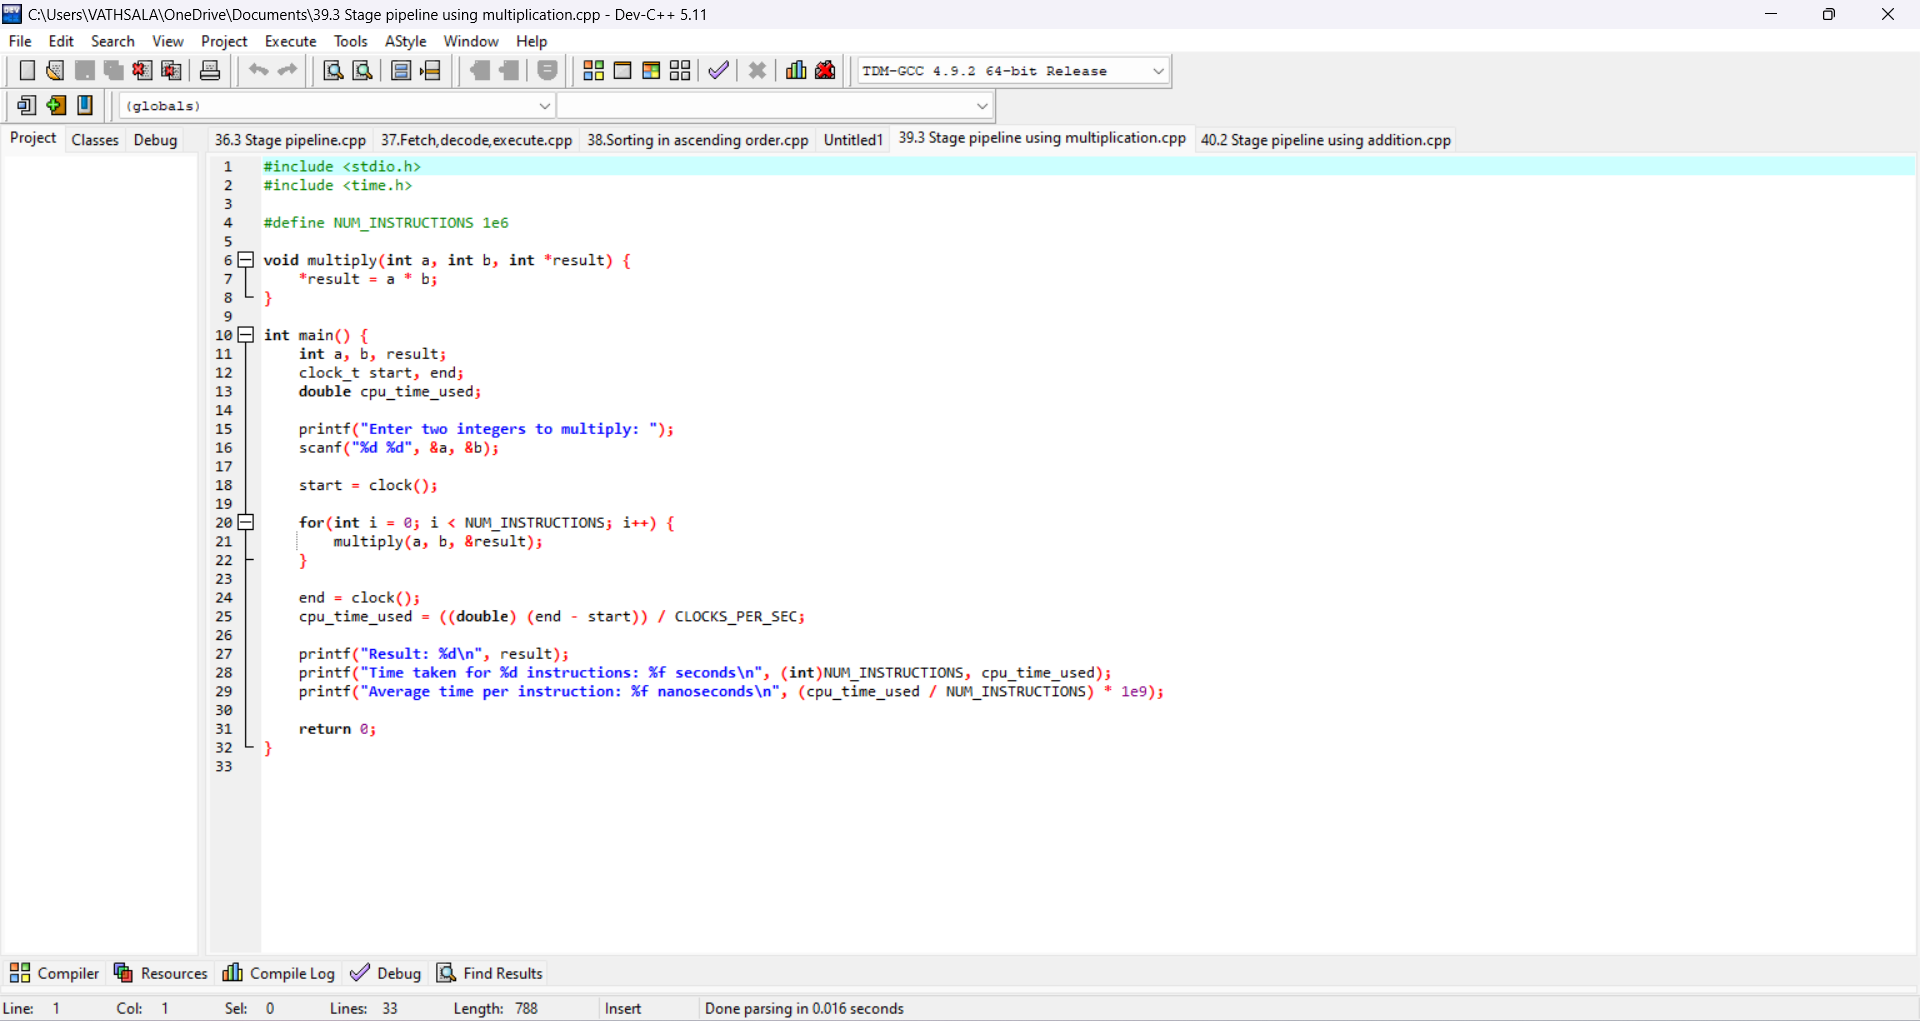 C:\Users\VATHSALA\OneDrive\Documents\39.3 Stage pipeline using multiplication.cpp - Dev-C++ 5.11
File Edit Search View Project Execute Tools AStyle Window Help
TDM-GCC 4.9.2 64-bit Release
(globals)
Project Classes Debug 36.3 Stage pipeline.cpp 37.Fetch,decode,execute.cpp 38.Sorting in ascending order.cpp Untitled1 39.3 Stage pipeline using multiplication.cpp 40.2 Stage pipeline using addition.cpp
1 #include <stdio.h>
2 #include <time.h>
3
4 #define NUM_INSTRUCTIONS 1e6
5
6 void multiply(int a, int b, int *result) {
7 *result = a * b;
8 }
9
10 int main() {
11 int a, b, result;
12 clock_t start, end;
13 double cpu_time_used;
14
15 printf("Enter two integers to multiply: ");
16 scanf("%d %d", &a, &b);
17
18 start = clock();
19
20 for(int i = 0; i < NUM_INSTRUCTIONS; i++) {
21 multiply(a, b, &result);
22 }
23
24 end = clock();
25 cpu_time_used = ((double) (end - start)) / CLOCKS_PER_SEC;
26
27 printf("Result: %d\n", result);
28 printf("Time taken for %d instructions: %f seconds\n", (int)NUM_INSTRUCTIONS, cpu_time_used);
29 printf("Average time per instruction: %f nanoseconds\n", (cpu_time_used / NUM_INSTRUCTIONS) * 1e9);
30
31 return 0;
32 }
33
Compiler Resources Compile Log Debug Find Results
Line: 1 Col: 1 Sel: 0 Lines: 33 Length: 788 Insert Done parsing in 0.016 seconds